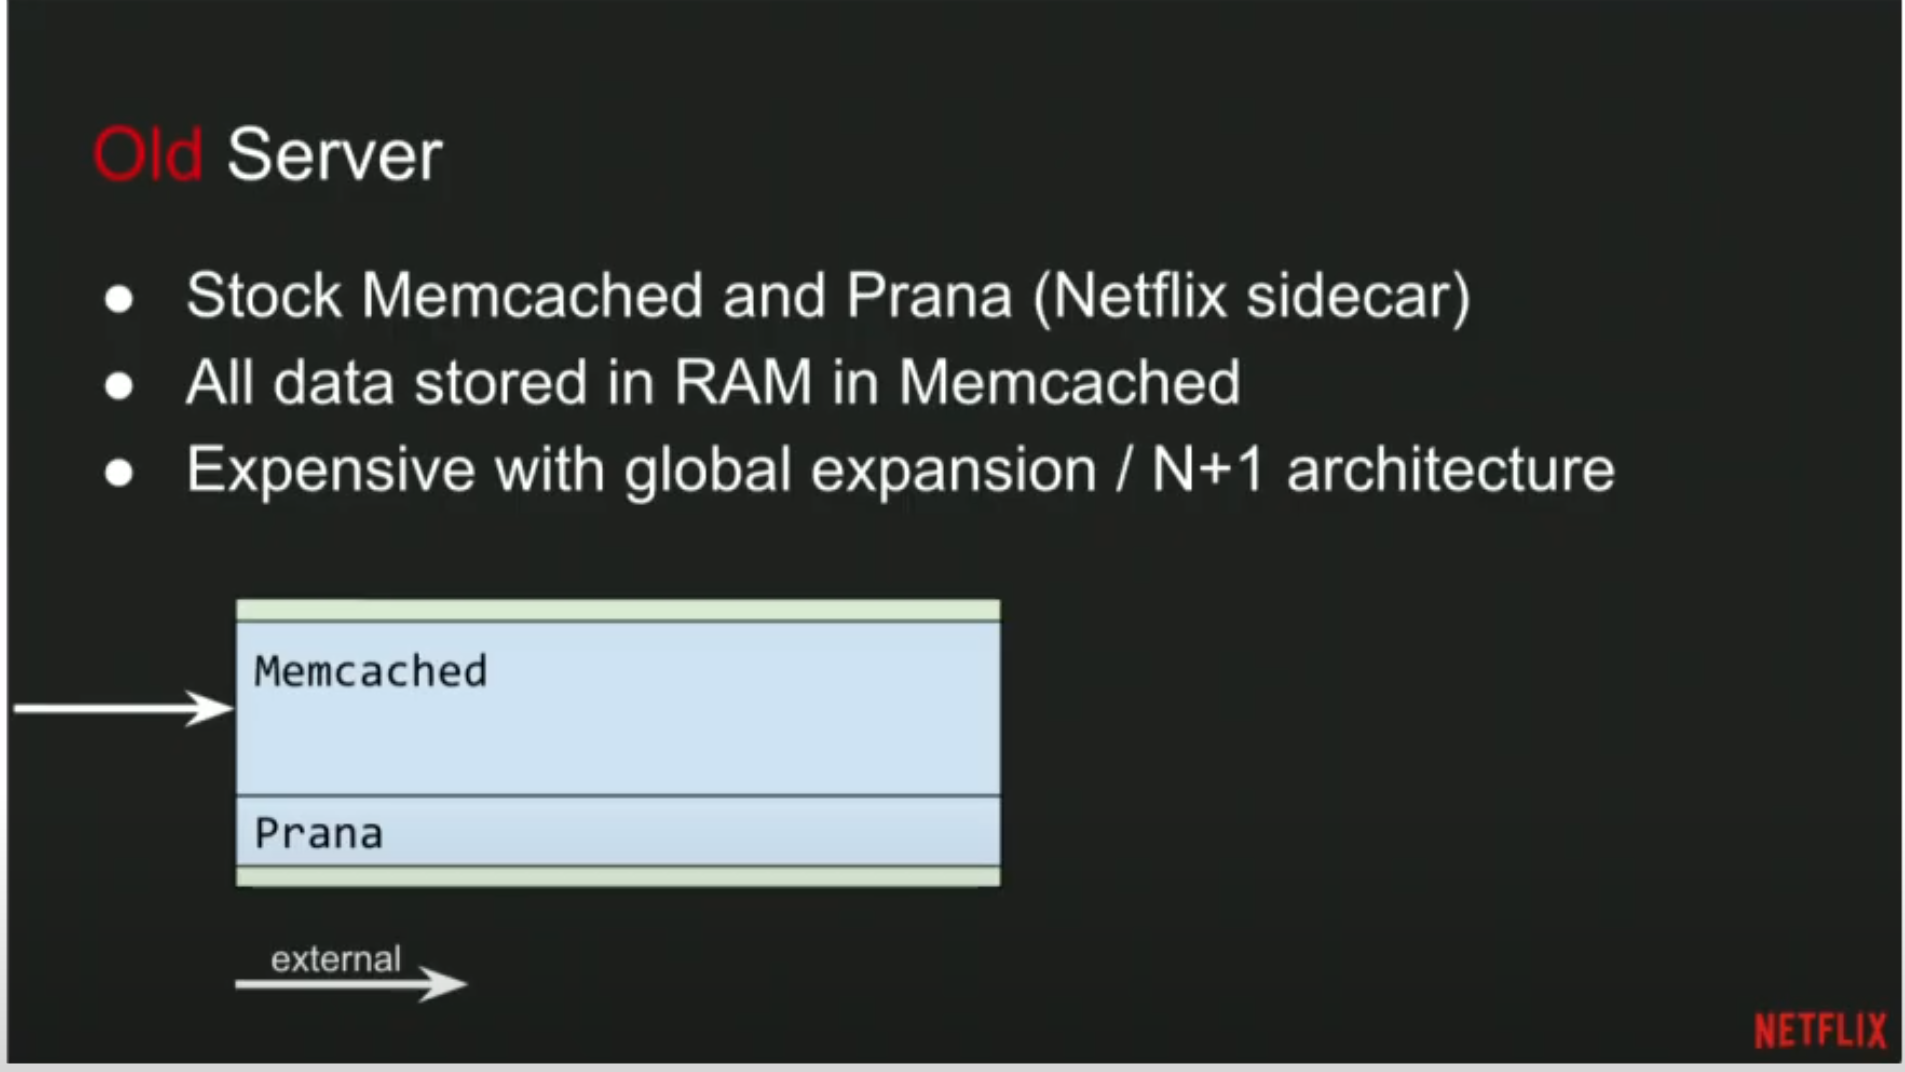 Old Server
● Stock Memcached and Prana (Netflix sidecar)
● All data stored in RAM in Memcached
● Expensive with global expansion / N+1 architecture
Memcached
Prana
external
NETFLIX